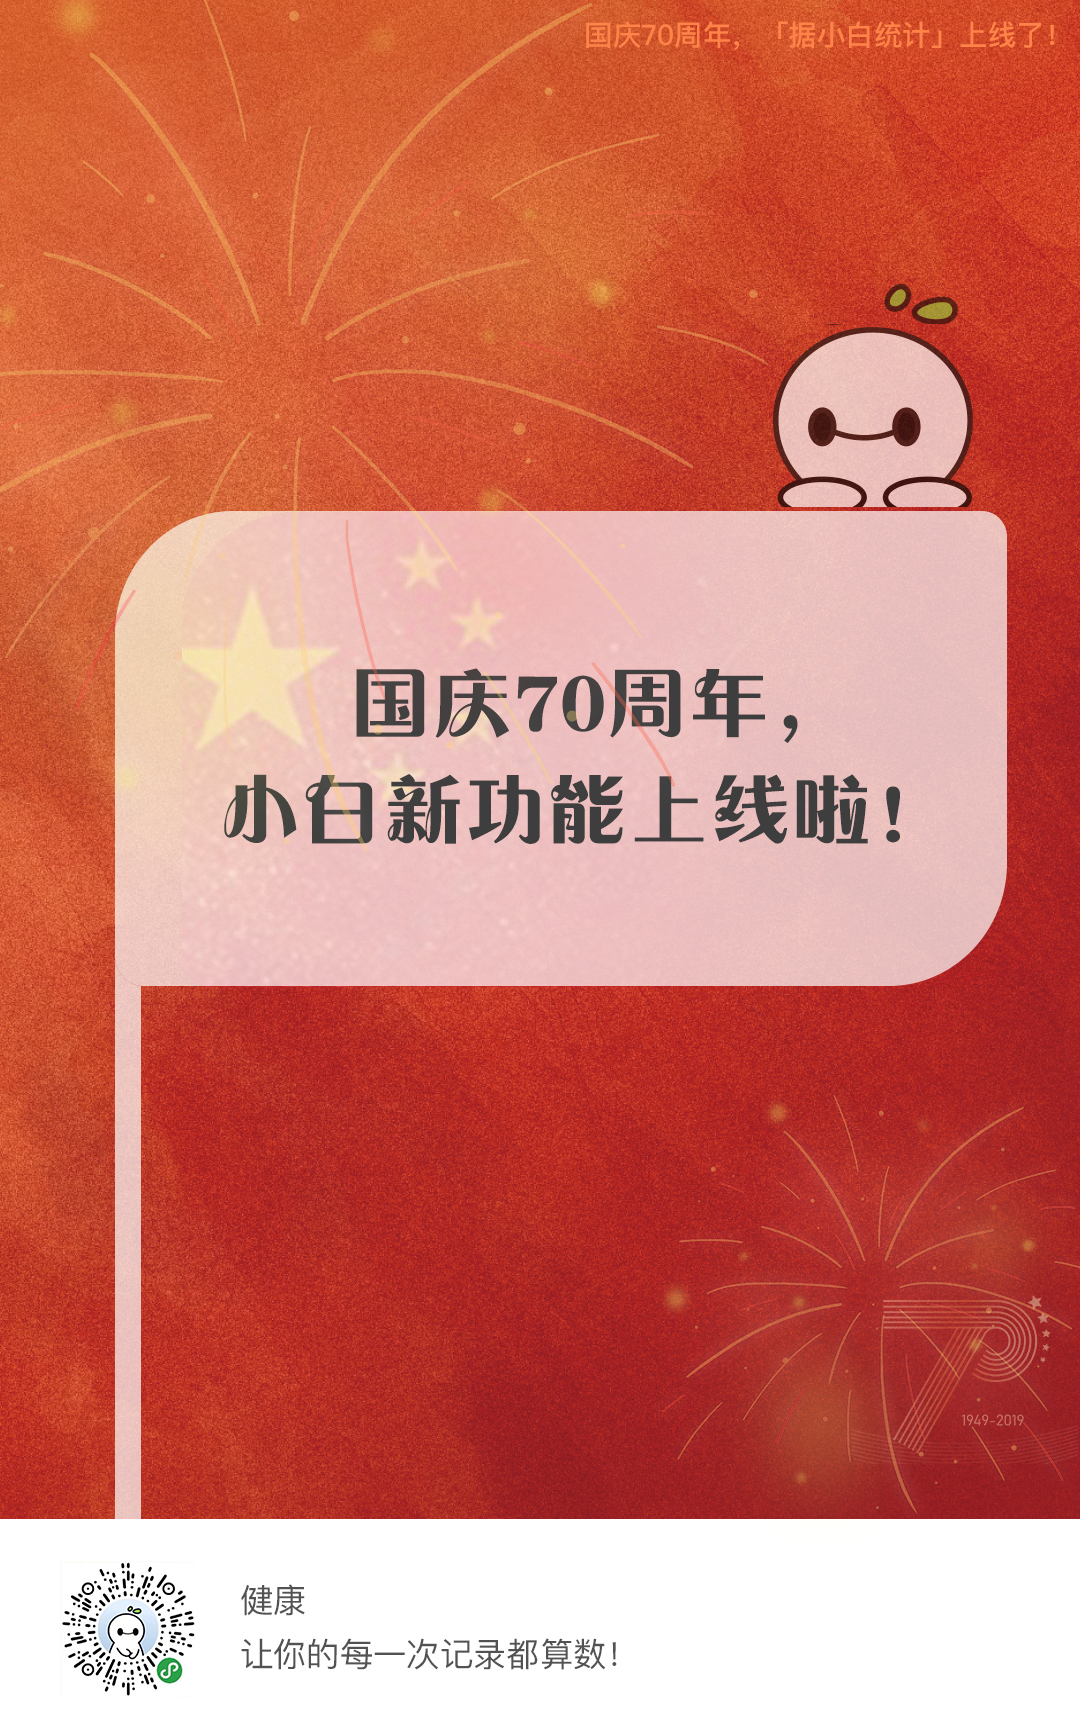 国庆70周年，「据小白统计」上线了！
国庆70周年，
小白新功能上线啦！
1949-2019
健康
让你的每一次记录都算数！